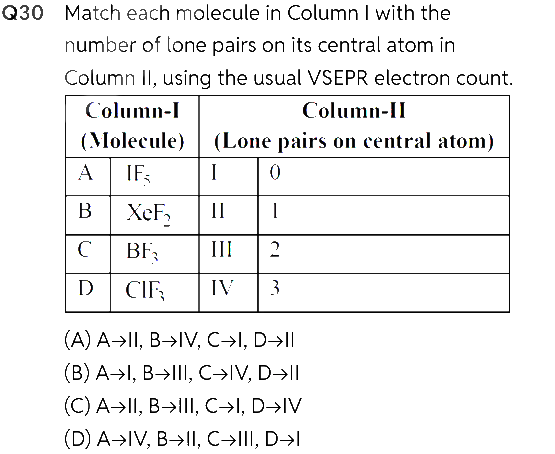 Q30 Match each molecule in Column I with the
number of lone pairs on its central atom in
Column II, using the usual VSEPR electron count.
Column-I Column-II
(Molecule) (Lone pairs on central atom)
A IF₅ I 0
B XeF₂ II 1
C BF₃ III 2
D ClF₃ IV 3
(A) A→II, B→IV, C→I, D→II
(B) A→I, B→III, C→IV, D→II
(C) A→II, B→III, C→I, D→IV
(D) A→IV, B→II, C→III, D→I